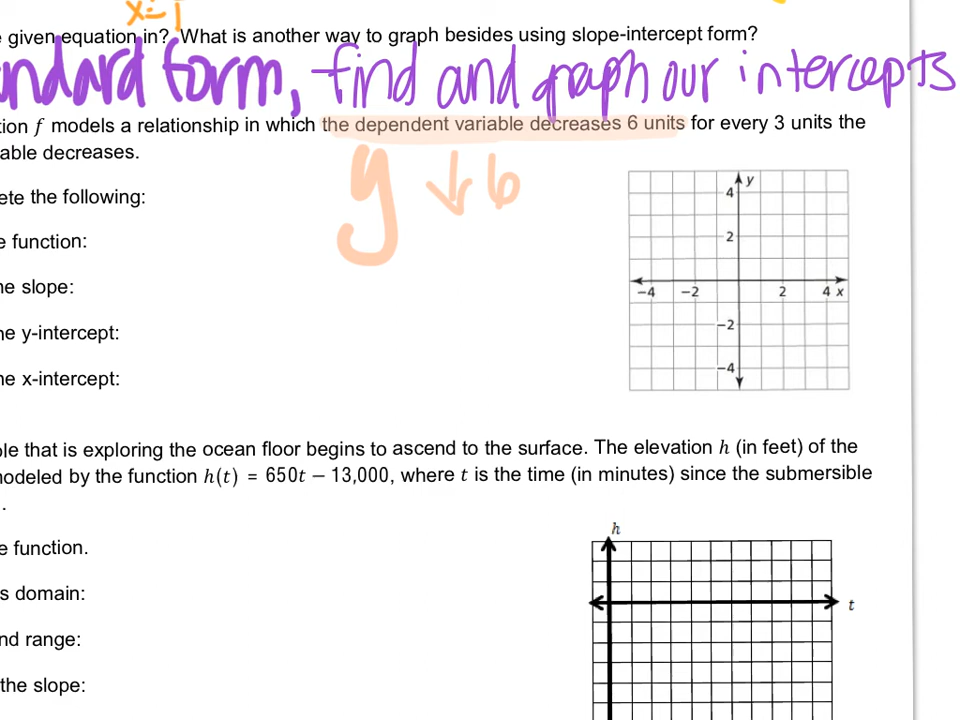 x = 1
given equation in? What is another way to graph besides using slope-intercept form?
ndard form, find and graph our intercepts
tion f models a relationship in which the dependent variable decreases 6 units for every 3 units the
able decreases.
y ↓ 6
ete the following:
e function:
he slope:
he y-intercept:
he x-intercept:
y
4
2
-4 -2 2 4 x
-2
-4
ble that is exploring the ocean floor begins to ascend to the surface. The elevation h (in feet) of the
modeled by the function h(t) = 650t − 13,000, where t is the time (in minutes) since the submersible
.
h
e function.
s domain:
t
nd range:
the slope: